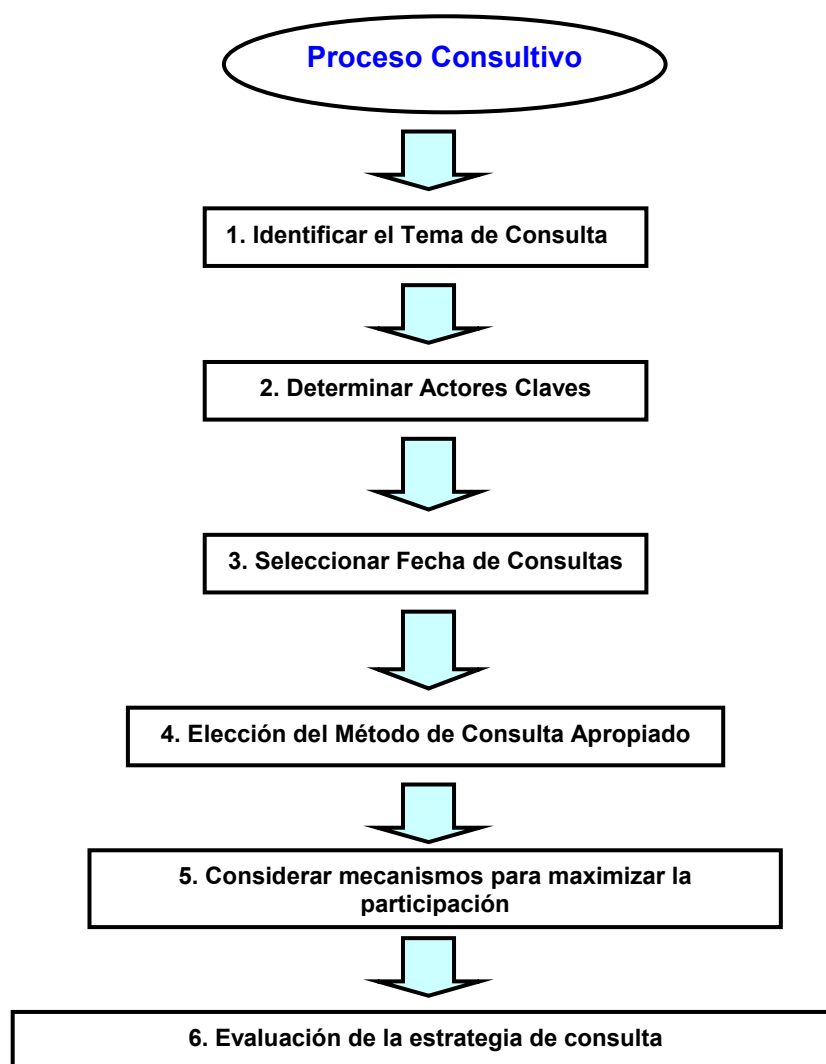 Proceso Consultivo
1. Identificar el Tema de Consulta
2. Determinar Actores Claves
3. Seleccionar Fecha de Consultas
4. Elección del Método de Consulta Apropiado
5. Considerar mecanismos para maximizar la
participación
6. Evaluación de la estrategia de consulta